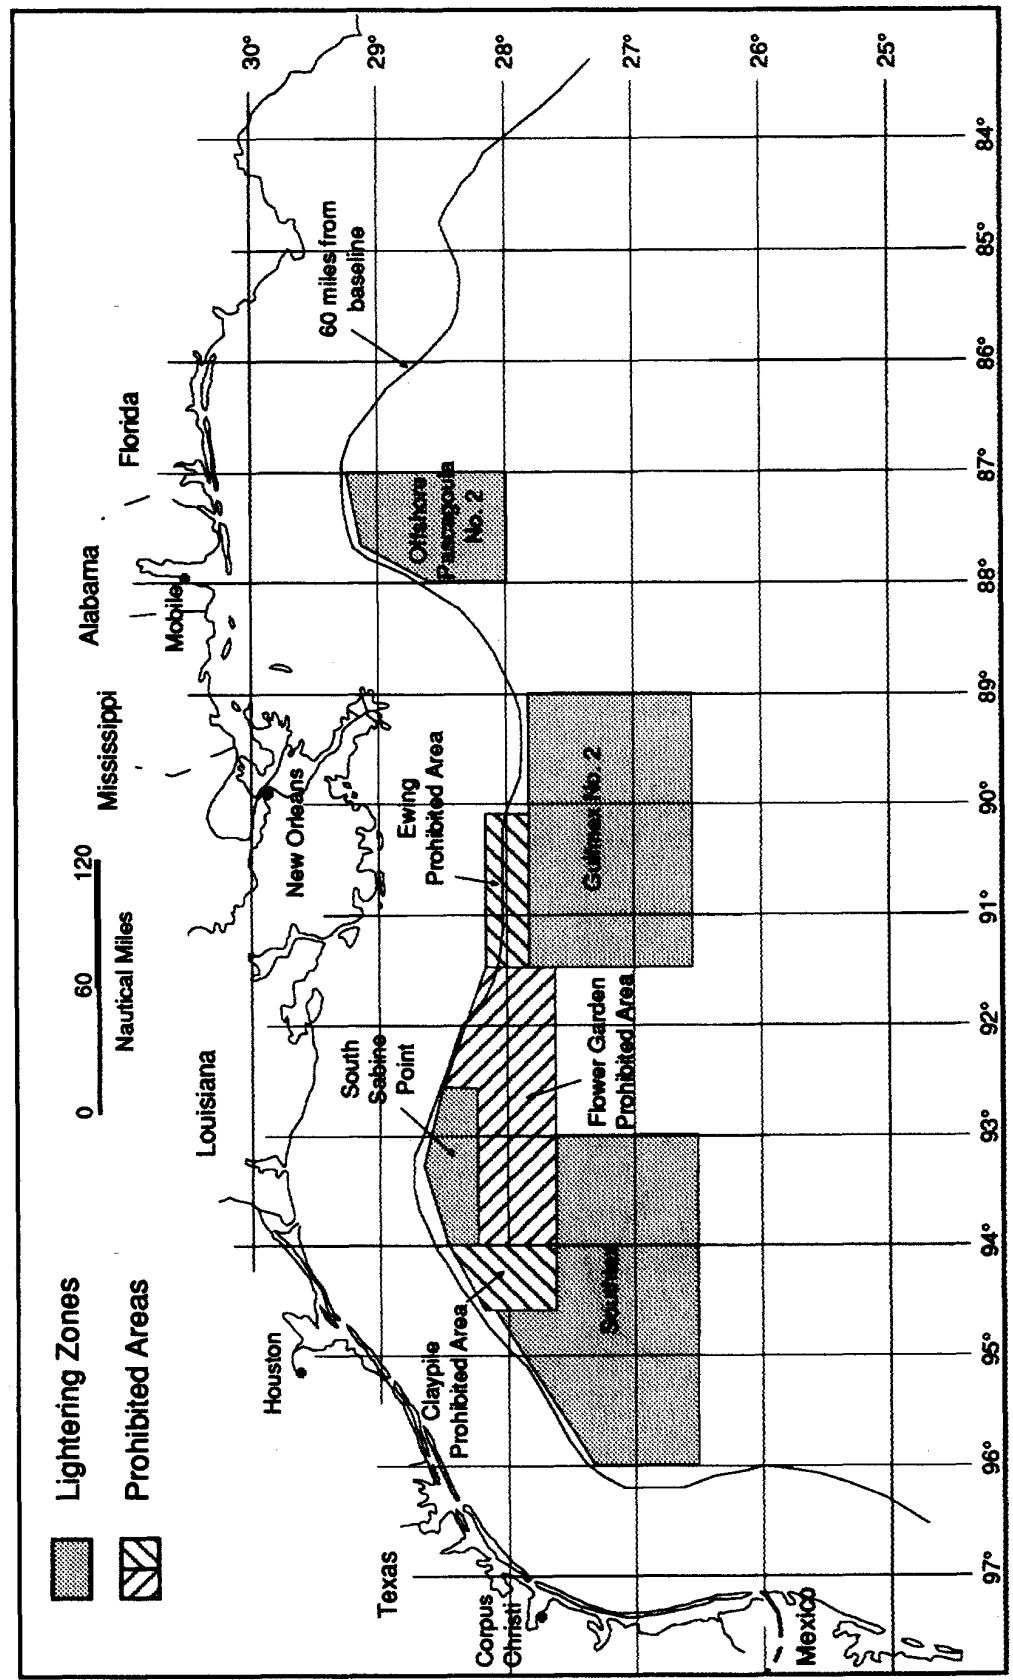 Lightering Zones
Prohibited Areas
0 60 120
Nautical Miles
Texas
Louisiana
Mississippi
Alabama
Florida
Houston
New Orleans
Mobile
Corpus
Christi
Mexico
60 miles from
baseline
South
Sabine
Point
Ewing
Prohibited Area
Claypile
Prohibited Area
Flower Garden
Prohibited Area
Offshore
Pascagoula
No. 2
Gulfmex No. 2
Southtex
30°
29°
28°
27°
26°
25°
97°
96°
95°
94°
93°
92°
91°
90°
89°
88°
87°
86°
85°
84°